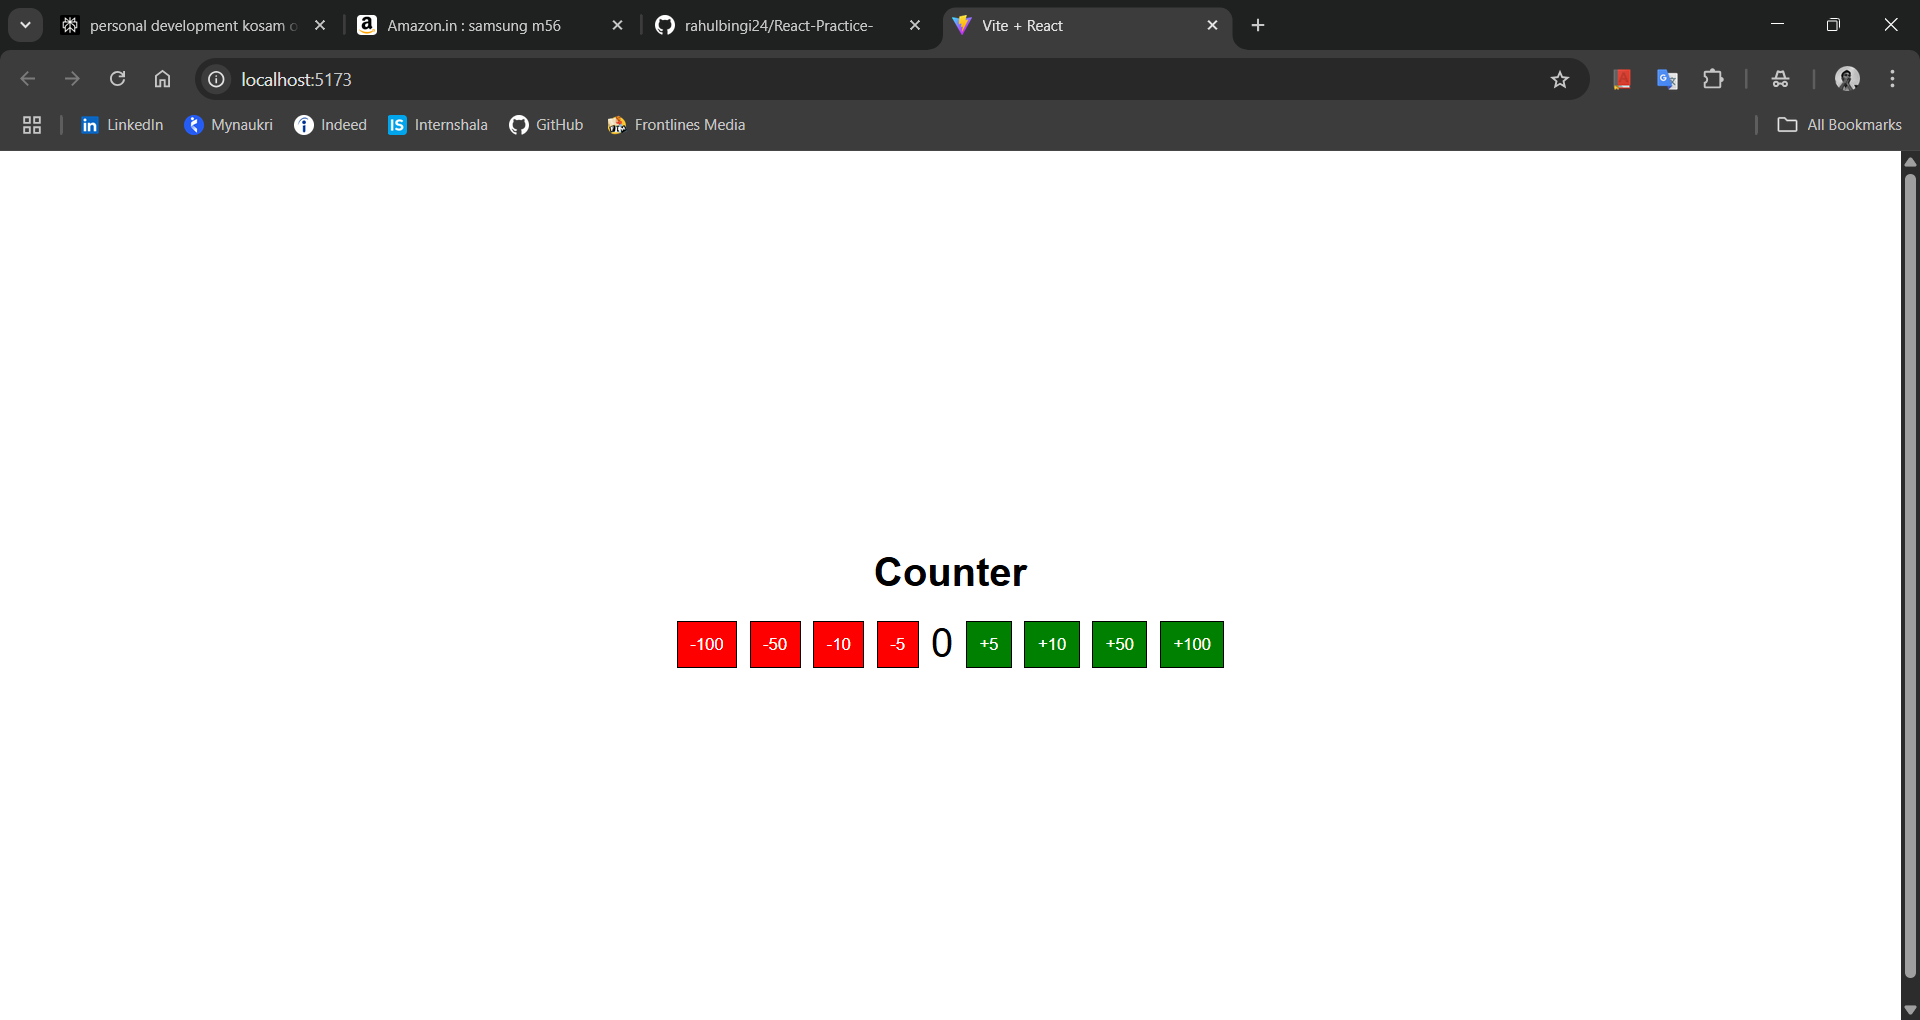 personal development kosam
Amazon.in : samsung m56
rahulbingi24/React-Practice-
Vite + React
localhost:5173
LinkedIn
Mynaukri
Indeed
Internshala
GitHub
Frontlines Media
All Bookmarks
Counter
-100 -50 -10 -5 0 +5 +10 +50 +100